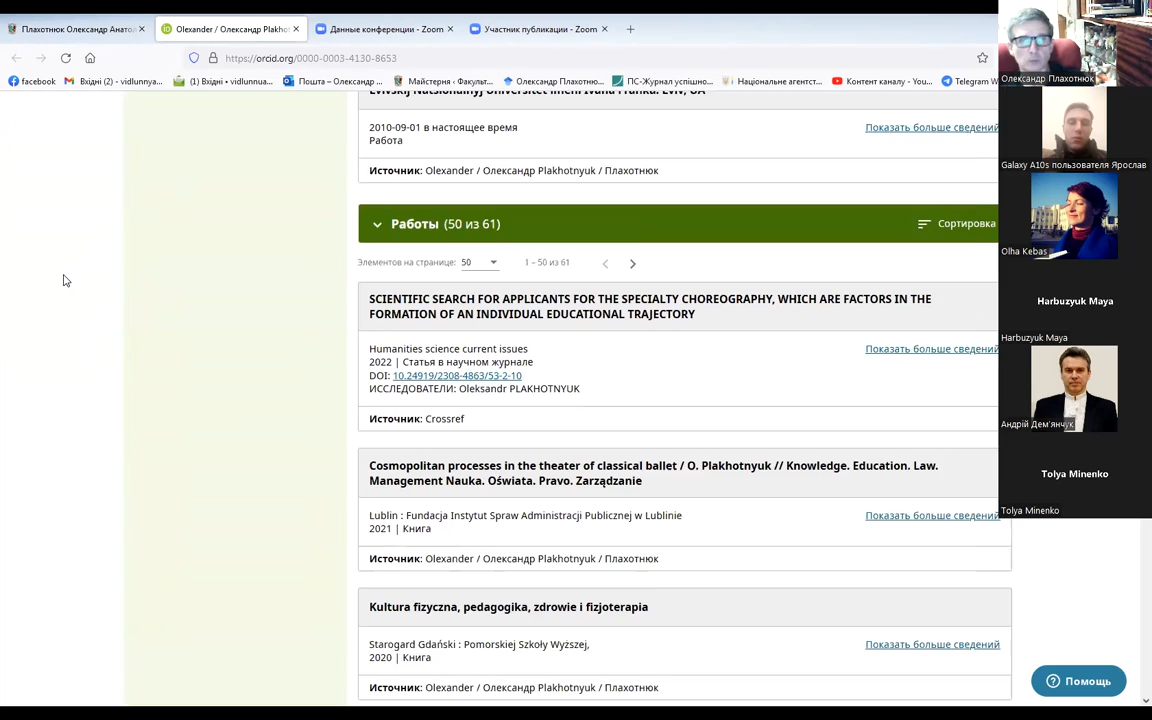 Плахотнюк Олександр Анатол
Olexander / Олександр Plakhot
Данные конференции - Zoom
Участник публикации - Zoom
https://orcid.org/0000-0003-4130-8653
facebook
Вхідні (2) - vidlunnya...
(1) Вхідні • vidlunnua...
Пошта – Олександр ...
Майстерня ‹ Факульт...
Олександр Плахотню...
ПС-Журнал успішно...
Національне агентст...
Контент каналу - You...
Telegram W
Lvivskij Natsionalnyj Universitet imeni Ivana Franka: Lviv, UA
2010-09-01 в настоящее время
Показать больше сведений
Работа
Источник: Olexander / Олександр Plakhotnyuk / Плахотнюк
Работы (50 из 61)
Сортировка
Элементов на странице: 50
1 – 50 из 61
SCIENTIFIC SEARCH FOR APPLICANTS FOR THE SPECIALTY CHOREOGRAPHY, WHICH ARE FACTORS IN THE
FORMATION OF AN INDIVIDUAL EDUCATIONAL TRAJECTORY
Humanities science current issues
Показать больше сведений
2022 | Статья в научном журнале
DOI: 10.24919/2308-4863/53-2-10
ИССЛЕДОВАТЕЛИ: Oleksandr PLAKHOTNYUK
Источник: Crossref
Cosmopolitan processes in the theater of classical ballet / O. Plakhotnyuk // Knowledge. Education. Law.
Management Nauka. Oświata. Prawo. Zarządzanie
Lublin : Fundacja Instytut Spraw Administracji Publicznej w Lublinie
Показать больше сведений
2021 | Книга
Источник: Olexander / Олександр Plakhotnyuk / Плахотнюк
Kultura fizyczna, pedagogika, zdrowie i fizjoterapia
Starogard Gdański : Pomorskiej Szkoły Wyższej,
Показать больше сведений
2020 | Книга
Источник: Olexander / Олександр Plakhotnyuk / Плахотнюк
Помощь
Олександр Плахотнюк
Galaxy A10s пользователя Ярослав
Olha Kebas
Harbuzyuk Maya
Harbuzyuk Maya
Андрій Дем'янчук
Tolya Minenko
Tolya Minenko